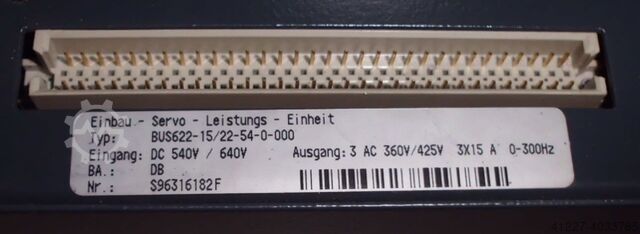 Einbau - Servo - Leistungs - Einheit
Typ: BUS622-15/22-54-0-000
Eingang: DC 540V / 640V Ausgang: 3 AC 360V/425V 3X15 A 0-300Hz
BA.: DB
Nr.: S96316182F